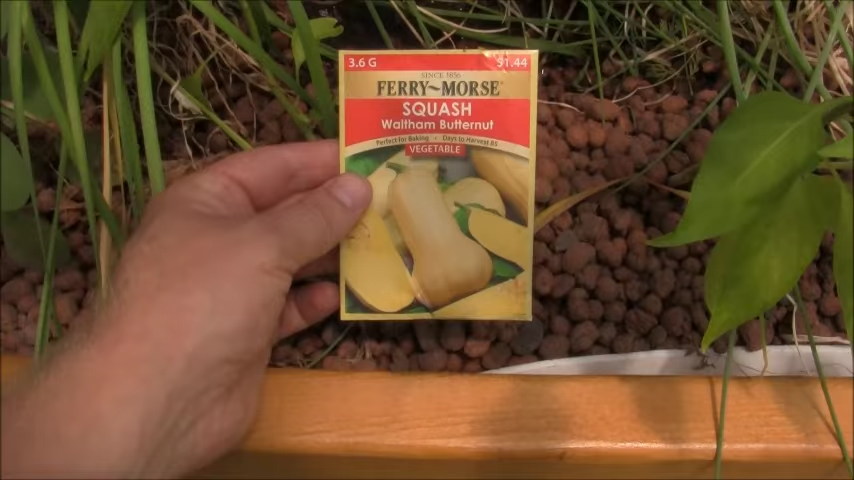 3.6 G $1.44
SINCE 1856
FERRY~MORSE®
SQUASH
Waltham Butternut
Perfect for Baking • Days to Harvest 85
VEGETABLE